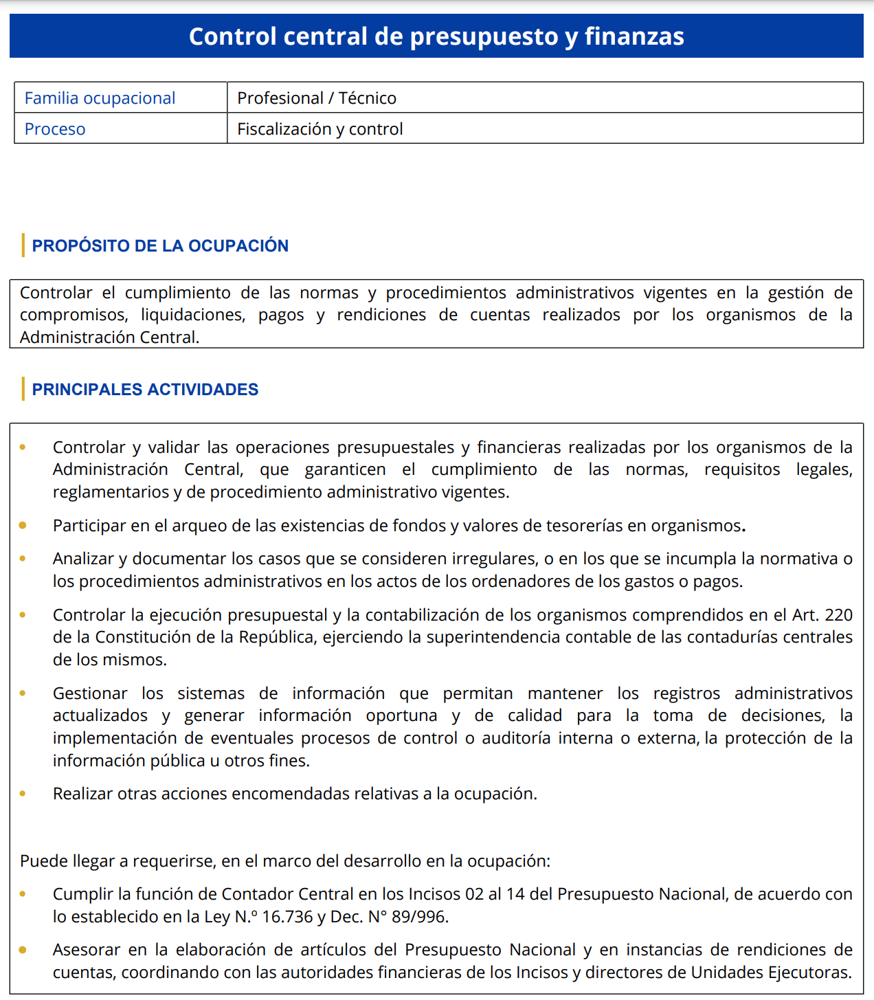 Control central de presupuesto y finanzas
Familia ocupacional
Profesional / Técnico
Proceso
Fiscalización y control
PROPÓSITO DE LA OCUPACIÓN
Controlar el cumplimiento de las normas y procedimientos administrativos vigentes en la gestión de
compromisos, liquidaciones, pagos y rendiciones de cuentas realizados por los organismos de la
Administración Central.
PRINCIPALES ACTIVIDADES
• Controlar y validar las operaciones presupuestales y financieras realizadas por los organismos de la
Administración Central, que garanticen el cumplimiento de las normas, requisitos legales,
reglamentarios y de procedimiento administrativo vigentes.
• Participar en el arqueo de las existencias de fondos y valores de tesorerías en organismos.
• Analizar y documentar los casos que se consideren irregulares, o en los que se incumpla la normativa o
los procedimientos administrativos en los actos de los ordenadores de los gastos o pagos.
• Controlar la ejecución presupuestal y la contabilización de los organismos comprendidos en el Art. 220
de la Constitución de la República, ejerciendo la superintendencia contable de las contadurías centrales
de los mismos.
• Gestionar los sistemas de información que permitan mantener los registros administrativos
actualizados y generar información oportuna y de calidad para la toma de decisiones, la
implementación de eventuales procesos de control o auditoría interna o externa, la protección de la
información pública u otros fines.
• Realizar otras acciones encomendadas relativas a la ocupación.
Puede llegar a requerirse, en el marco del desarrollo en la ocupación:
• Cumplir la función de Contador Central en los Incisos 02 al 14 del Presupuesto Nacional, de acuerdo con
lo establecido en la Ley N.º 16.736 y Dec. N° 89/996.
• Asesorar en la elaboración de artículos del Presupuesto Nacional y en instancias de rendiciones de
cuentas, coordinando con las autoridades financieras de los Incisos y directores de Unidades Ejecutoras.